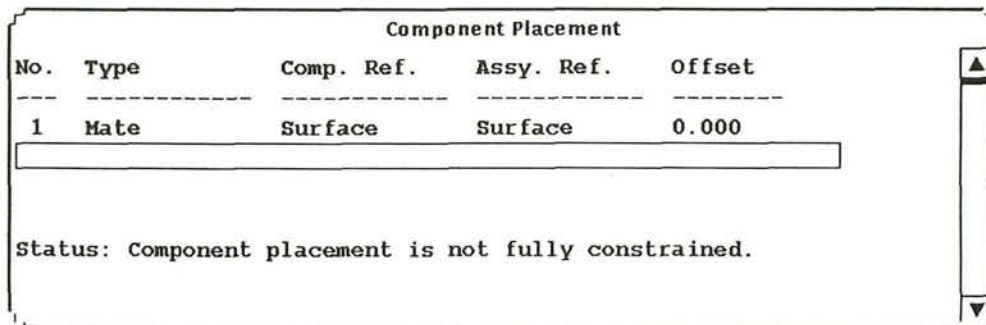 Component Placement
No. Type Comp. Ref. Assy. Ref. Offset
--- ------------ ------------ ------------ --------
1 Mate Surface Surface 0.000
Status: Component placement is not fully constrained.